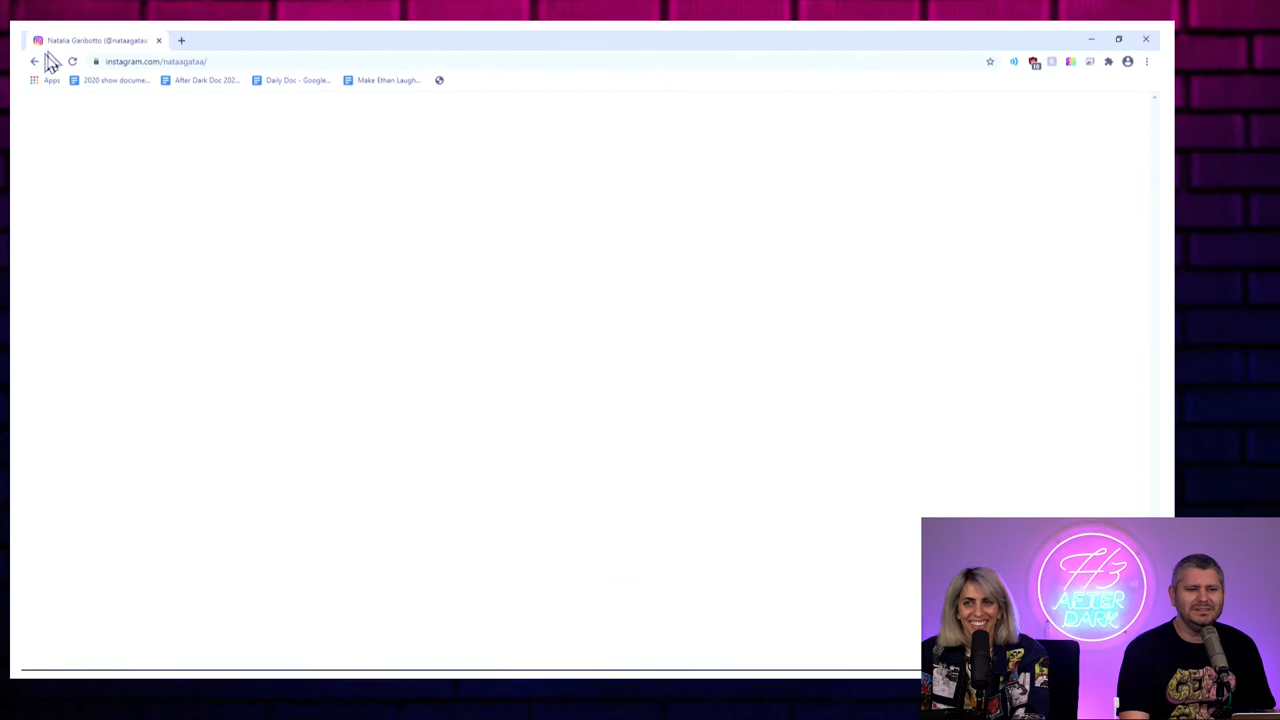 Natalia Garibotto (@nataagata
instagram.com/nataagataa/
Apps 2020 show docume... After Dark Doc 202... Daily Doc - Google... Make Ethan Laugh...
H3
AFTER
DARK